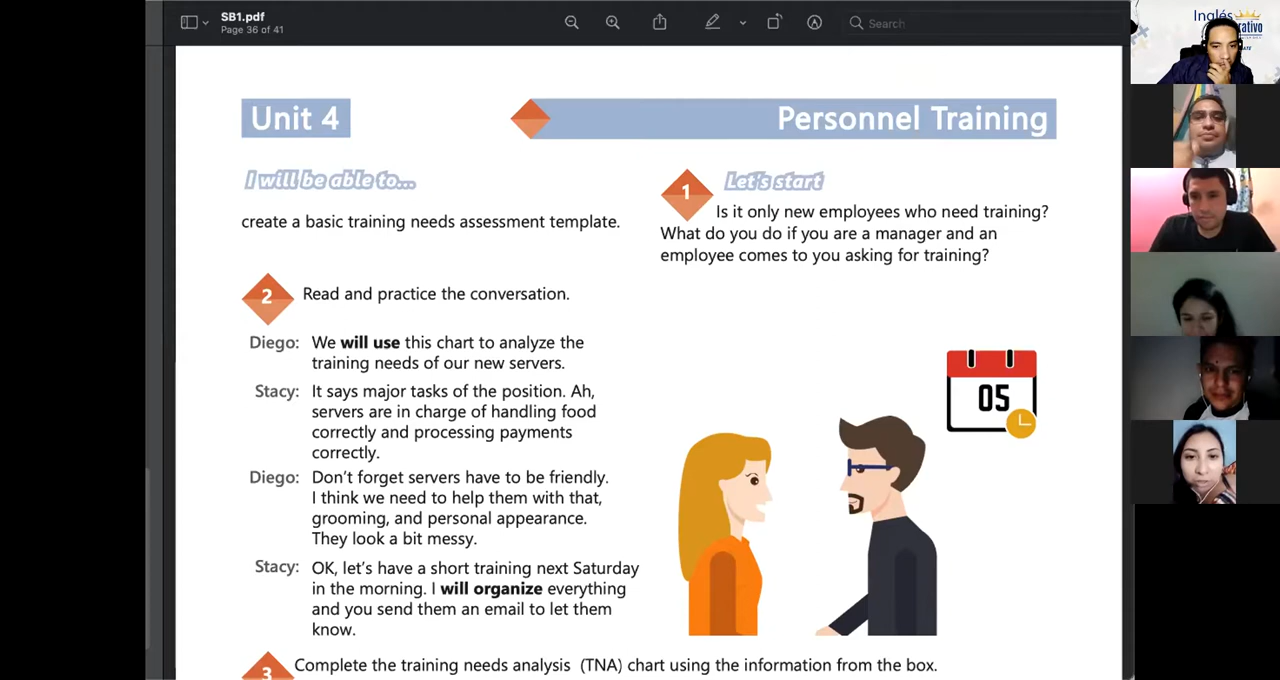 SB1.pdf
Page 36 of 41
Search
Inglés
Unit 4
Personnel Training
I will be able to...
create a basic training needs assessment template.
1
Let's start
Is it only new employees who need training?
What do you do if you are a manager and an
employee comes to you asking for training?
2
Read and practice the conversation.
Diego: We will use this chart to analyze the
training needs of our new servers.
Stacy: It says major tasks of the position. Ah,
servers are in charge of handling food
correctly and processing payments
correctly.
Diego: Don't forget servers have to be friendly.
I think we need to help them with that,
grooming, and personal appearance.
They look a bit messy.
Stacy: OK, let's have a short training next Saturday
in the morning. I will organize everything
and you send them an email to let them
know.
05
3
Complete the training needs analysis (TNA) chart using the information from the box.